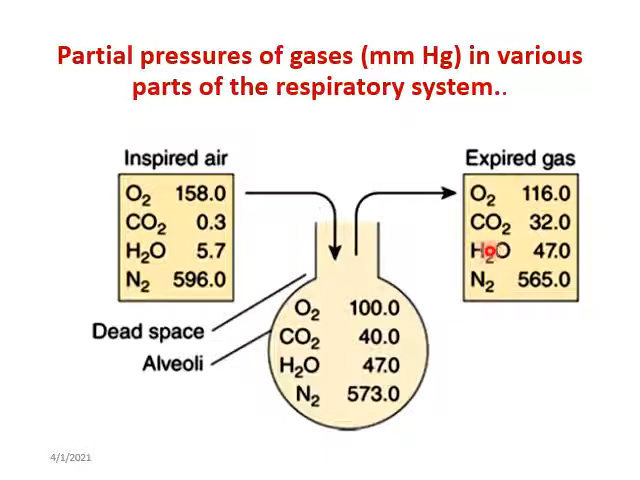 Partial pressures of gases (mm Hg) in various
parts of the respiratory system..
Inspired air
O2 158.0
CO2 0.3
H2O 5.7
N2 596.0
Expired gas
O2 116.0
CO2 32.0
H2O 47.0
N2 565.0
Dead space
Alveoli
O2 100.0
CO2 40.0
H2O 47.0
N2 573.0
4/1/2021